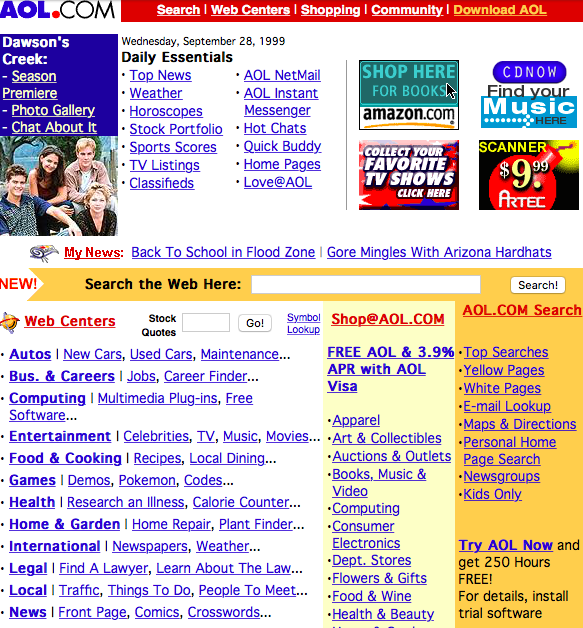 AOL.COM
Search | Web Centers | Shopping | Community | Download AOL
Dawson's
Creek:
- Season
Premiere
- Photo Gallery
- Chat About It
Wednesday, September 28, 1999
Daily Essentials
· Top News
· Weather
· Horoscopes
· Stock Portfolio
· Sports Scores
· TV Listings
· Classifieds
· AOL NetMail
· AOL Instant
Messenger
· Hot Chats
· Quick Buddy
· Home Pages
· Love@AOL
SHOP HERE
FOR BOOKS
amazon.com
CDNOW
Find your
Music
HERE
COLLECT YOUR
FAVORITE
TV SHOWS
CLICK HERE
SCANNER
$9.99
ARTEC
My News: Back To School in Flood Zone | Gore Mingles With Arizona Hardhats
NEW! Search the Web Here: Search!
Web Centers
Stock
Quotes
Go!
Symbol
Lookup
· Autos | New Cars, Used Cars, Maintenance...
· Bus. & Careers | Jobs, Career Finder...
· Computing | Multimedia Plug-ins, Free
Software...
· Entertainment | Celebrities, TV, Music, Movies...
· Food & Cooking | Recipes, Local Dining...
· Games | Demos, Pokemon, Codes...
· Health | Research an Illness, Calorie Counter...
· Home & Garden | Home Repair, Plant Finder...
· International | Newspapers, Weather...
· Legal | Find A Lawyer, Learn About The Law...
· Local | Traffic, Things To Do, People To Meet...
· News | Front Page, Comics, Crosswords...
Shop@AOL.COM
FREE AOL & 3.9%
APR with AOL
Visa
·Apparel
·Art & Collectibles
·Auctions & Outlets
·Books, Music &
Video
·Computing
·Consumer
Electronics
·Dept. Stores
·Flowers & Gifts
·Food & Wine
·Health & Beauty
AOL.COM Search
·Top Searches
·Yellow Pages
·White Pages
·E-mail Lookup
·Maps & Directions
·Personal Home
Page Search
·Newsgroups
·Kids Only
Try AOL Now and
get 250 Hours
FREE!
For details, install
trial software